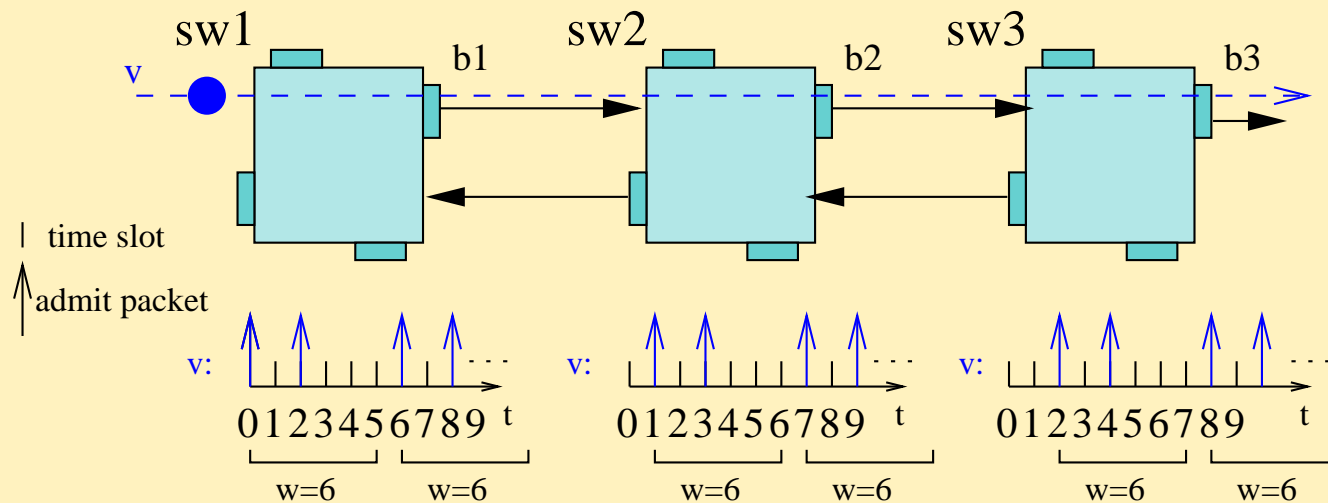 sw1 sw2 sw3
b1 b2 b3
v
time slot
admit packet
v: v: v:
0123456789 t 0123456789 t 0123456789 t
w=6 w=6 w=6 w=6 w=6 w=6